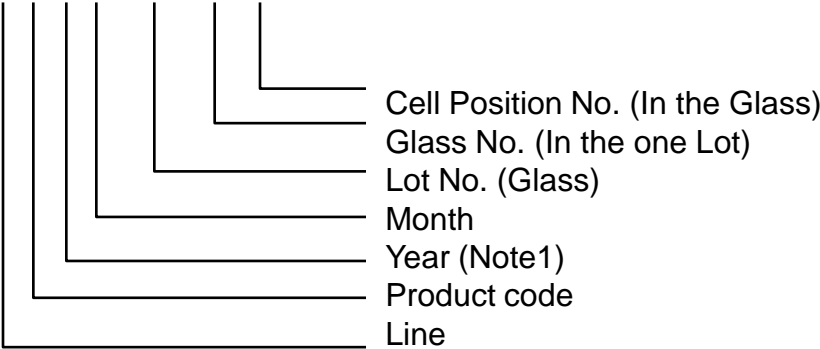 Cell Position No. (In the Glass)
Glass No. (In the one Lot)
Lot No. (Glass)
Month
Year (Note1)
Product code
Line